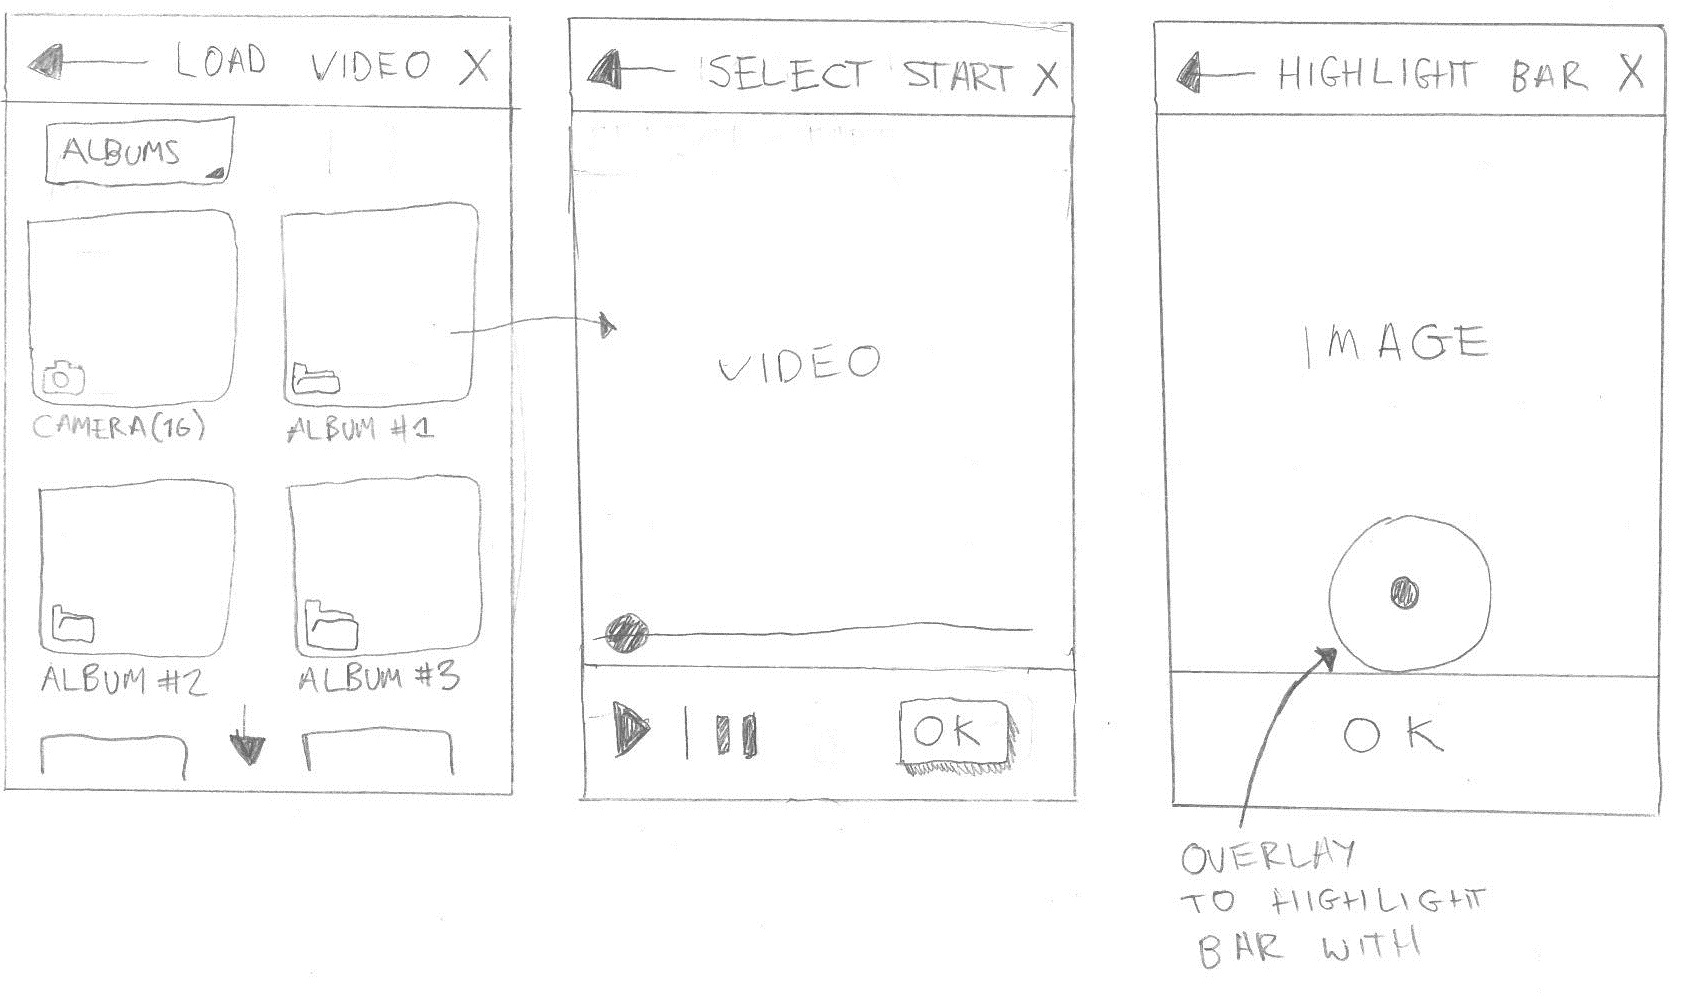 LOAD VIDEO X
ALBUMS
CAMERA(16)
ALBUM #1
ALBUM #2
ALBUM #3
SELECT START X
VIDEO
OK
HIGHLIGHT BAR X
IMAGE
OK
OVERLAY
TO HIGHLIGHT
BAR WITH